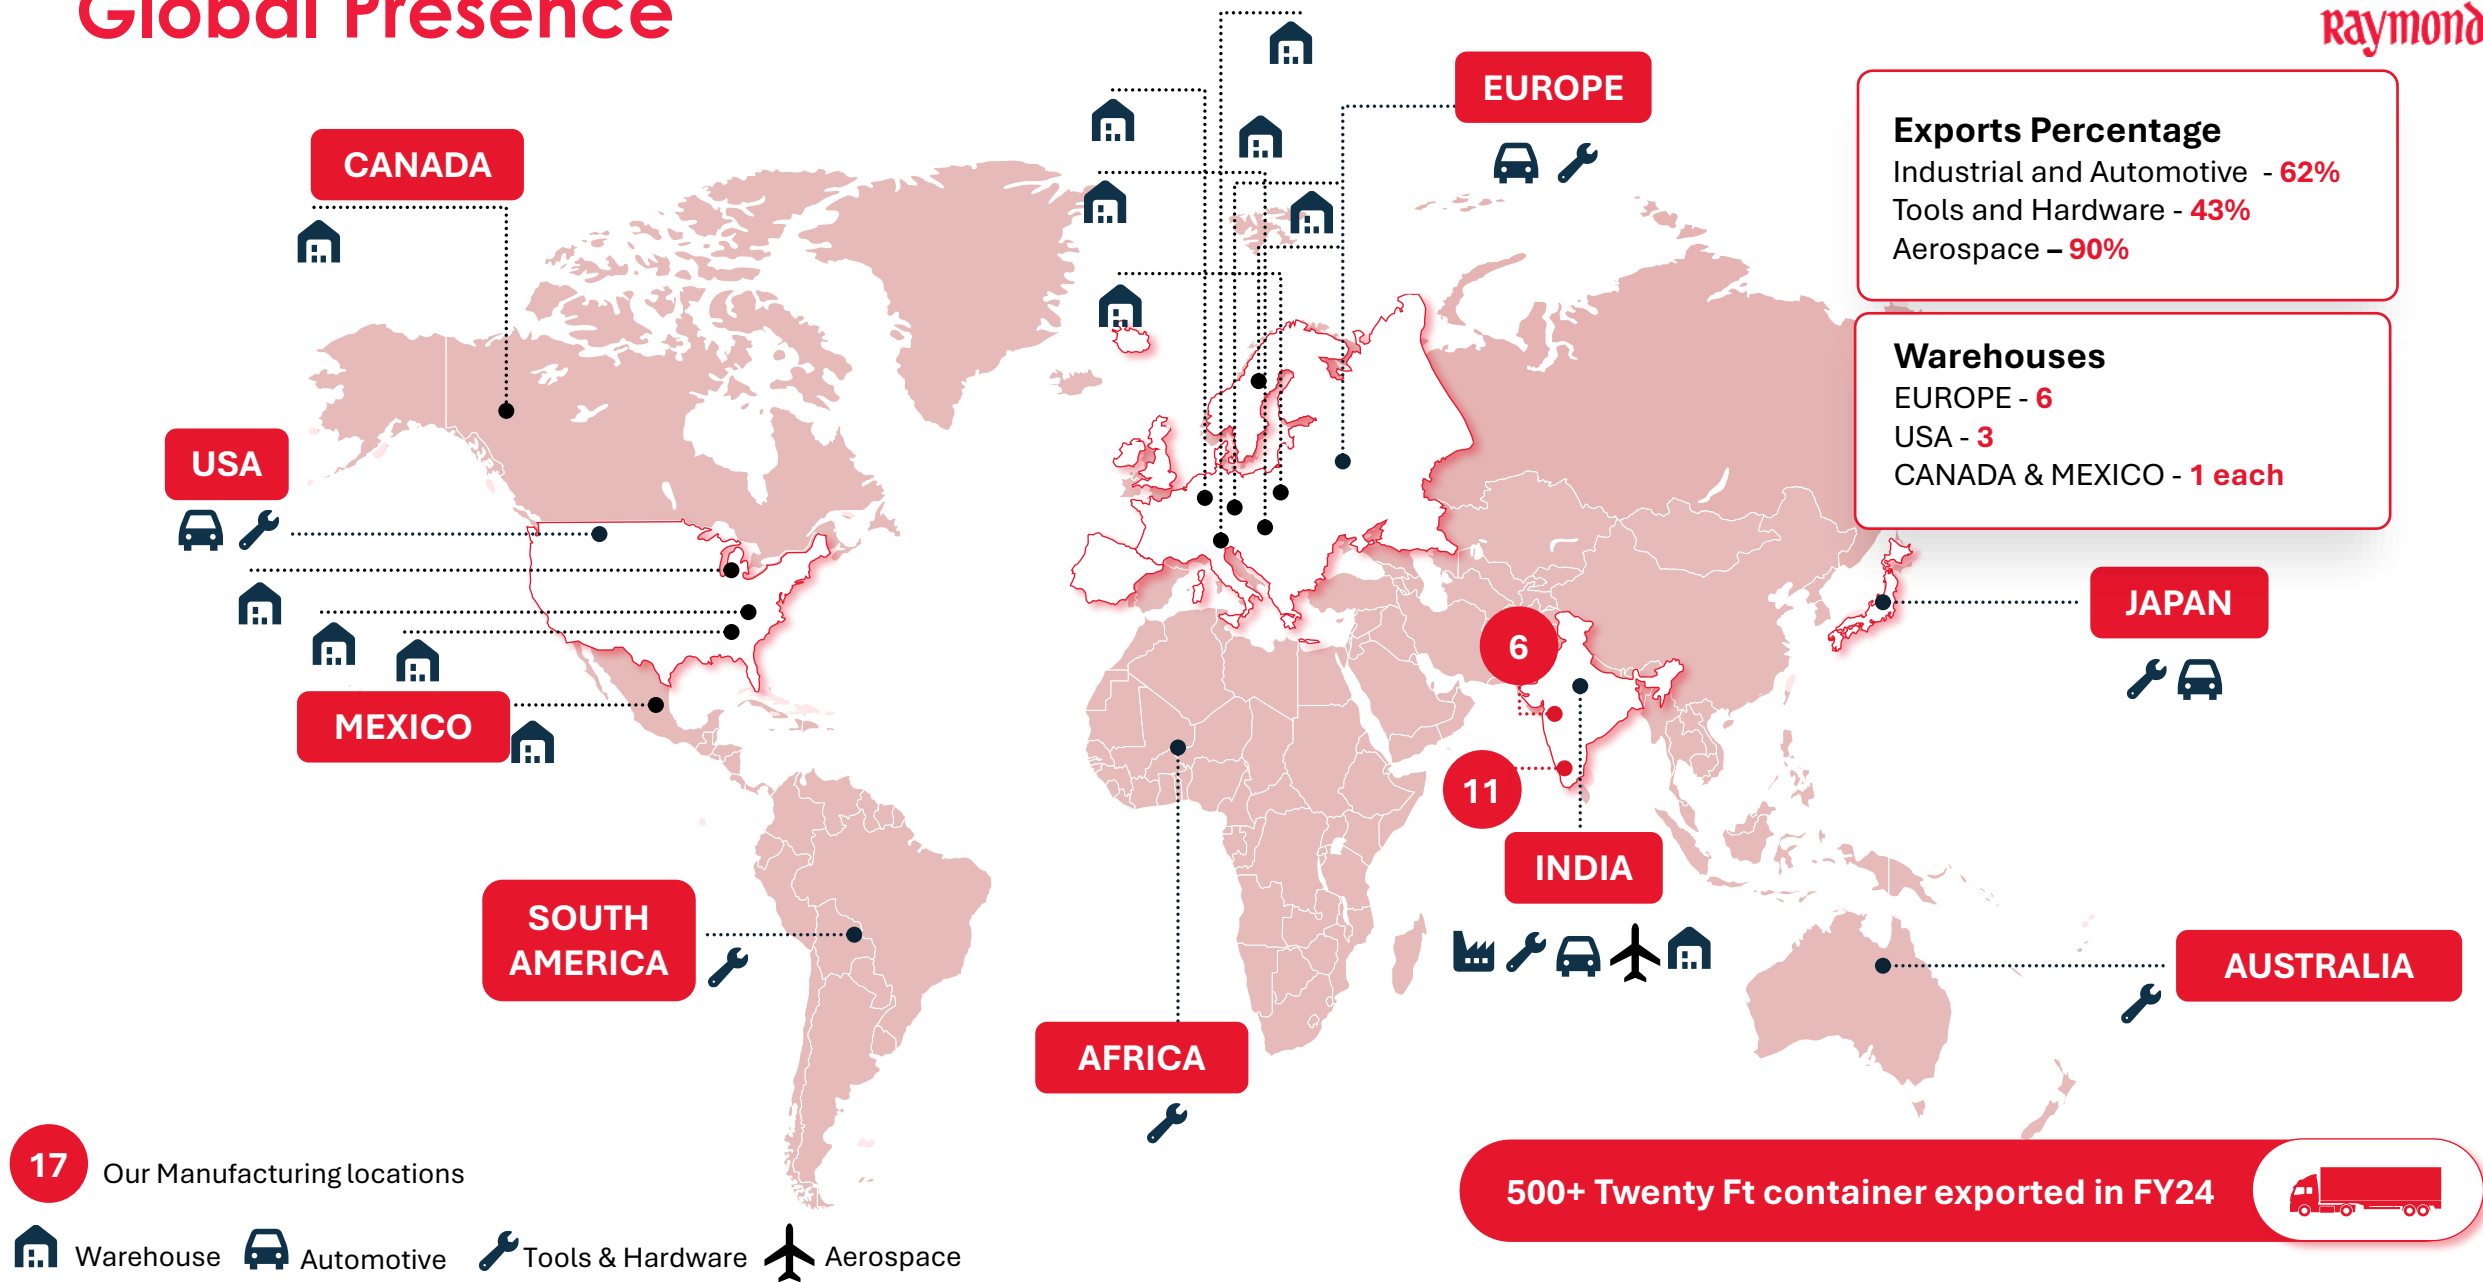 Global Presence
Raymond
CANADA
EUROPE
Exports Percentage
Industrial and Automotive - 62%
Tools and Hardware - 43%
Aerospace – 90%
Warehouses
EUROPE - 6
USA - 3
CANADA & MEXICO - 1 each
USA
JAPAN
6
MEXICO
11
INDIA
SOUTH
AMERICA
AUSTRALIA
AFRICA
17 Our Manufacturing locations
500+ Twenty Ft container exported in FY24
Warehouse Automotive Tools & Hardware Aerospace